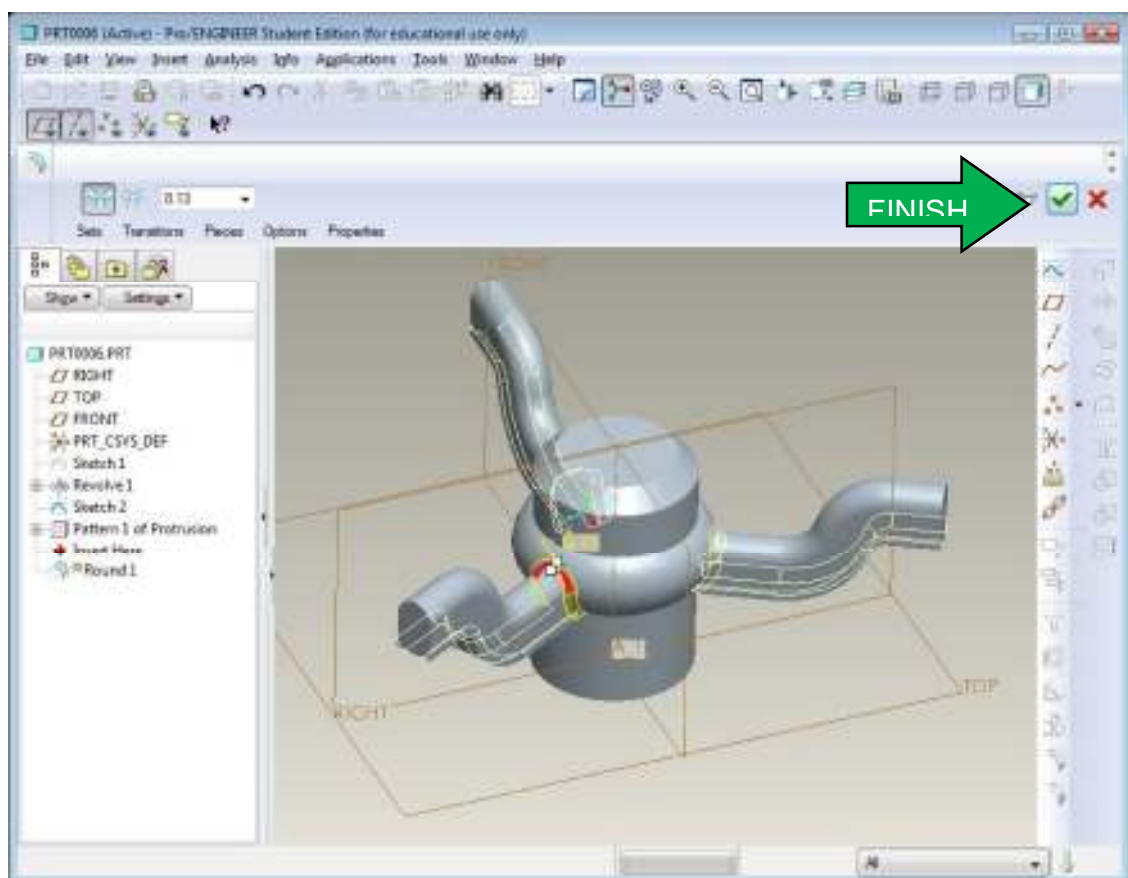 PRT0006 (Active) - Pro/ENGINEER Student Edition (for educational use only)
File Edit View Insert Analysis Info Applications Tools Window Help
0.13
FINISH
Sets Transitions Pieces Options Properties
Show Settings
PRT0006.PRT
RIGHT
TOP
FRONT
PRT_CSYS_DEF
Sketch 1
Revolve 1
Sketch 2
Pattern 1 of Protrusion
Insert Here
Round 1
FRONT
RIGHT
TOP
All